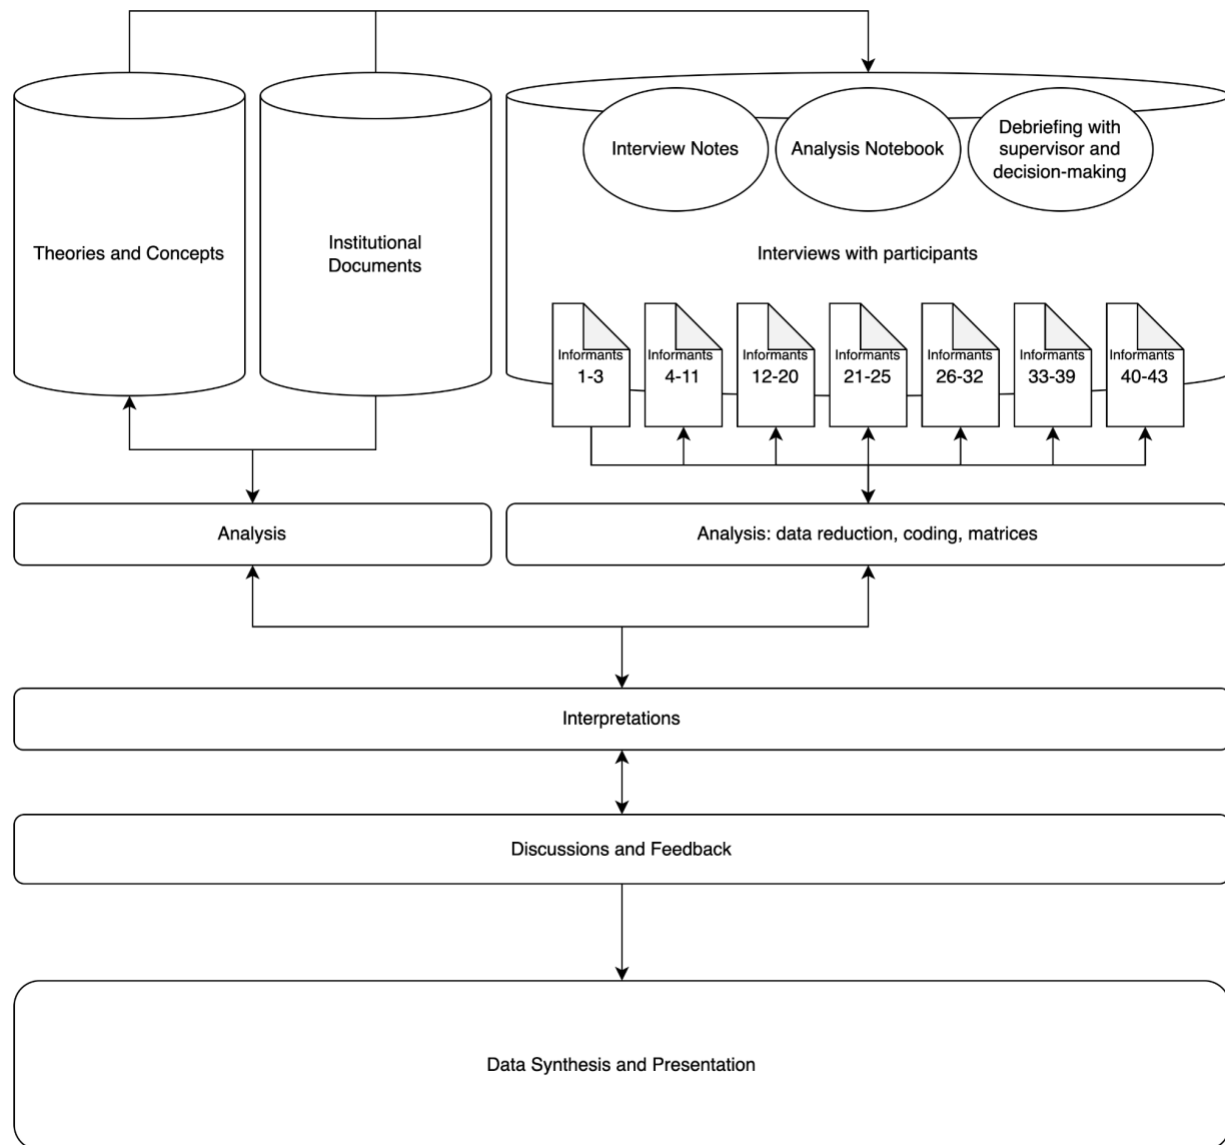 Theories and Concepts
Institutional
Documents
Interview Notes
Analysis Notebook
Debriefing with
supervisor and
decision-making
Interviews with participants
Informants
1-3
Informants
4-11
Informants
12-20
Informants
21-25
Informants
26-32
Informants
33-39
Informants
40-43
Analysis
Analysis: data reduction, coding, matrices
Interpretations
Discussions and Feedback
Data Synthesis and Presentation